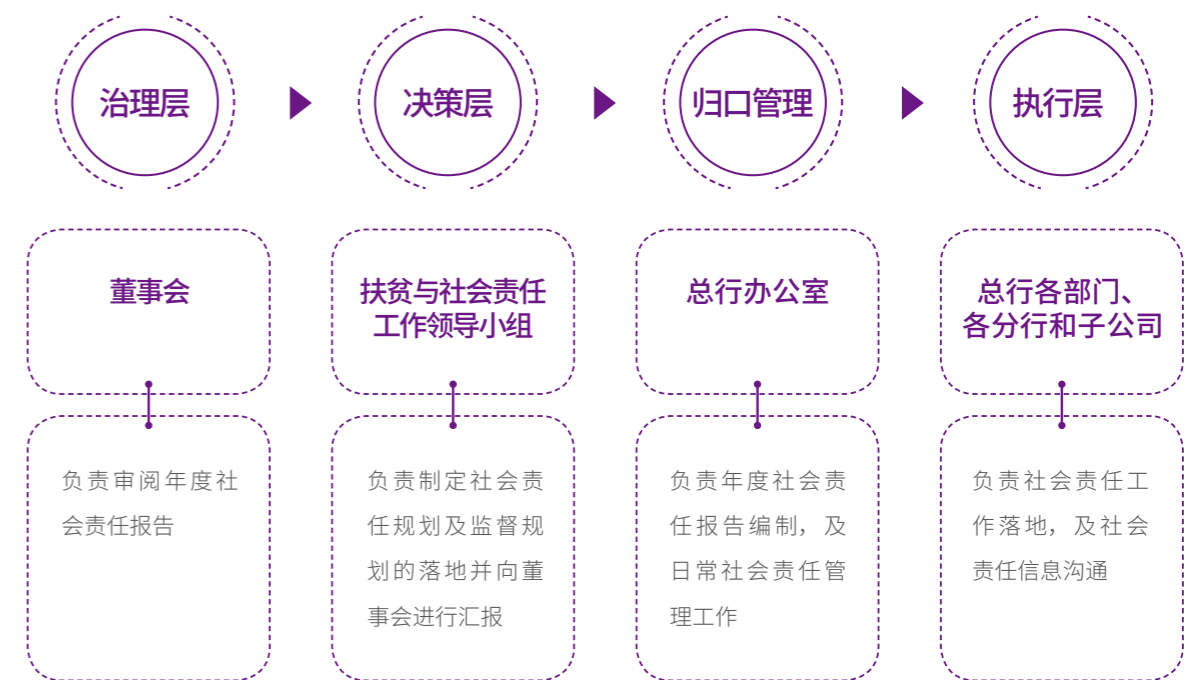 治理层
决策层
归口管理
执行层
董事会
扶贫与社会责任
工作领导小组
总行办公室
总行各部门、
各分行和子公司
负责审阅年度社
会责任报告
负责制定社会责
任规划及监督规
划的落地并向董
事会进行汇报
负责年度社会责
任报告编制，及
日常社会责任管
理工作
负责社会责任工
作落地，及社会
责任信息沟通